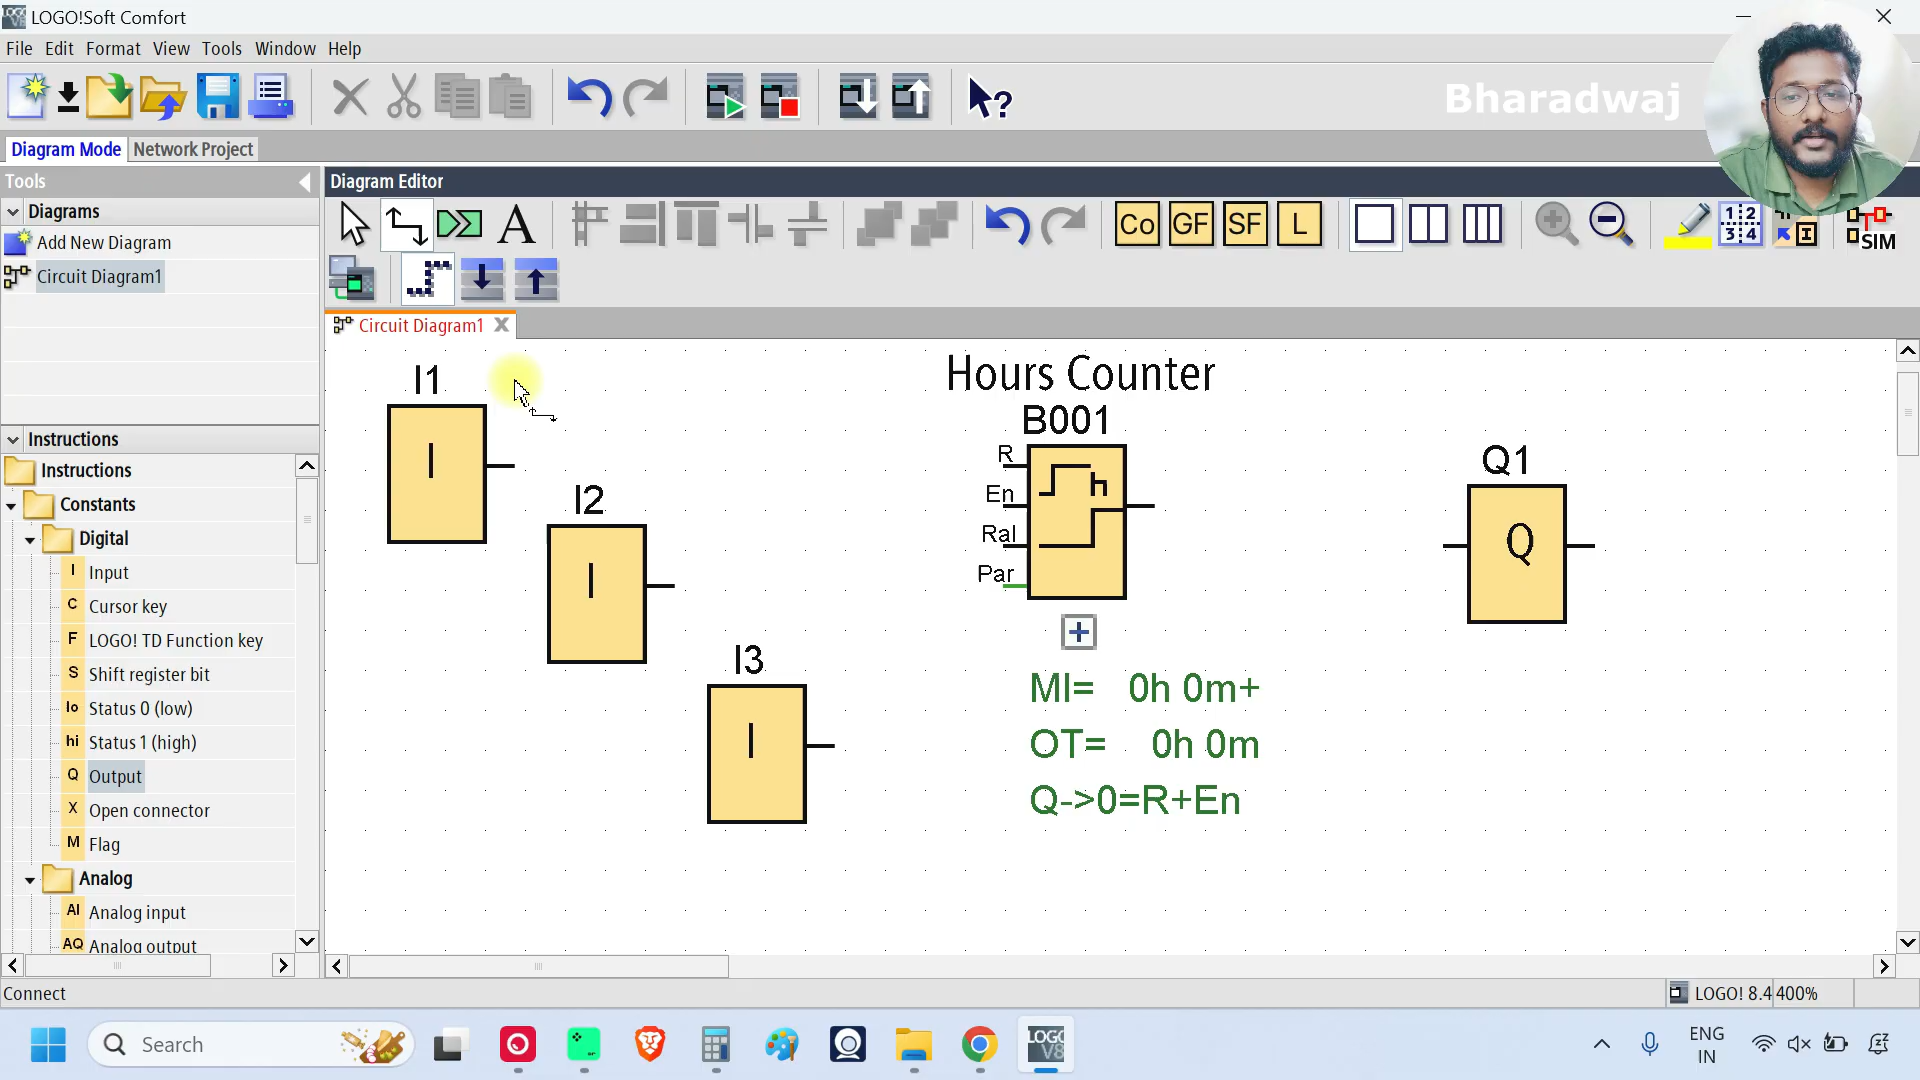 LOGO!Soft Comfort
File Edit Format View Tools Window Help
Bharadwaj
Diagram Mode Network Project
Tools
Diagram Editor
Diagrams
Add New Diagram
Circuit Diagram1
Co GF SF L
1 2
3 4
SIM
Circuit Diagram1
Instructions
Instructions
Constants
Digital
I Input
C Cursor key
F LOGO! TD Function key
S Shift register bit
lo Status 0 (low)
hi Status 1 (high)
Q Output
X Open connector
M Flag
Analog
AI Analog input
AQ Analog output
I1
I
I2
I
I3
I
Hours Counter
B001
R
En
Ral
Par
h
+
MI= 0h 0m+
OT= 0h 0m
Q->0=R+En
Q1
Q
Connect
LOGO! 8.4 400%
Search
LOGO
V8
ENG
IN